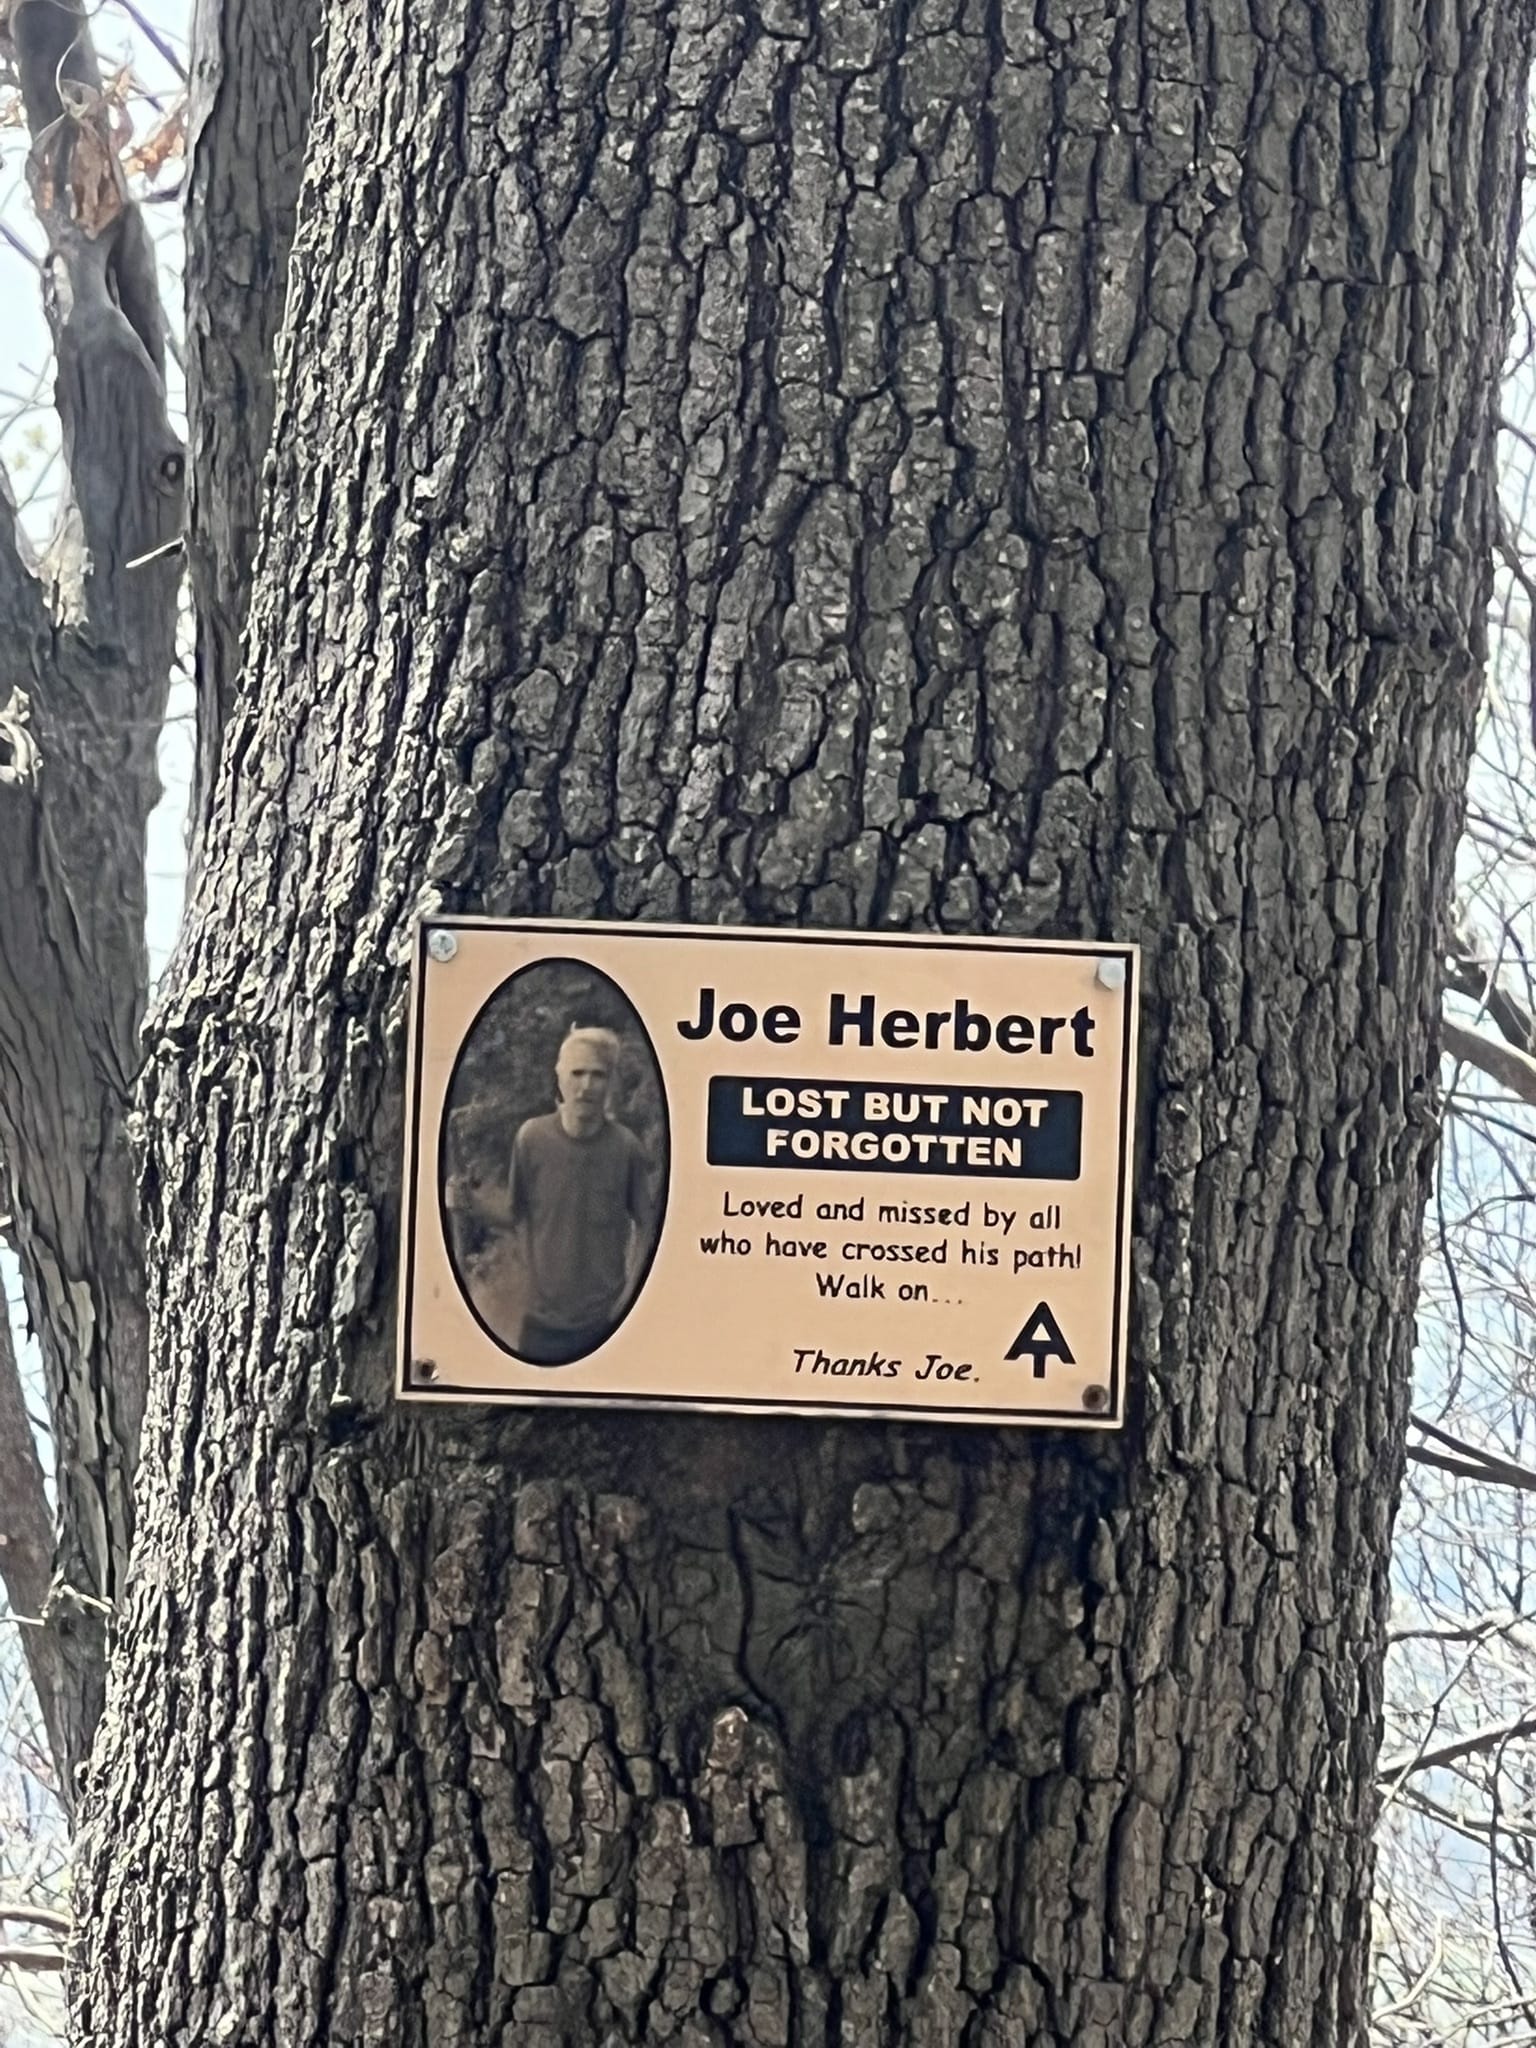 Joe Herbert
LOST BUT NOT
FORGOTTEN
Loved and missed by all
who have crossed his path!
Walk on...
Thanks Joe.
AT